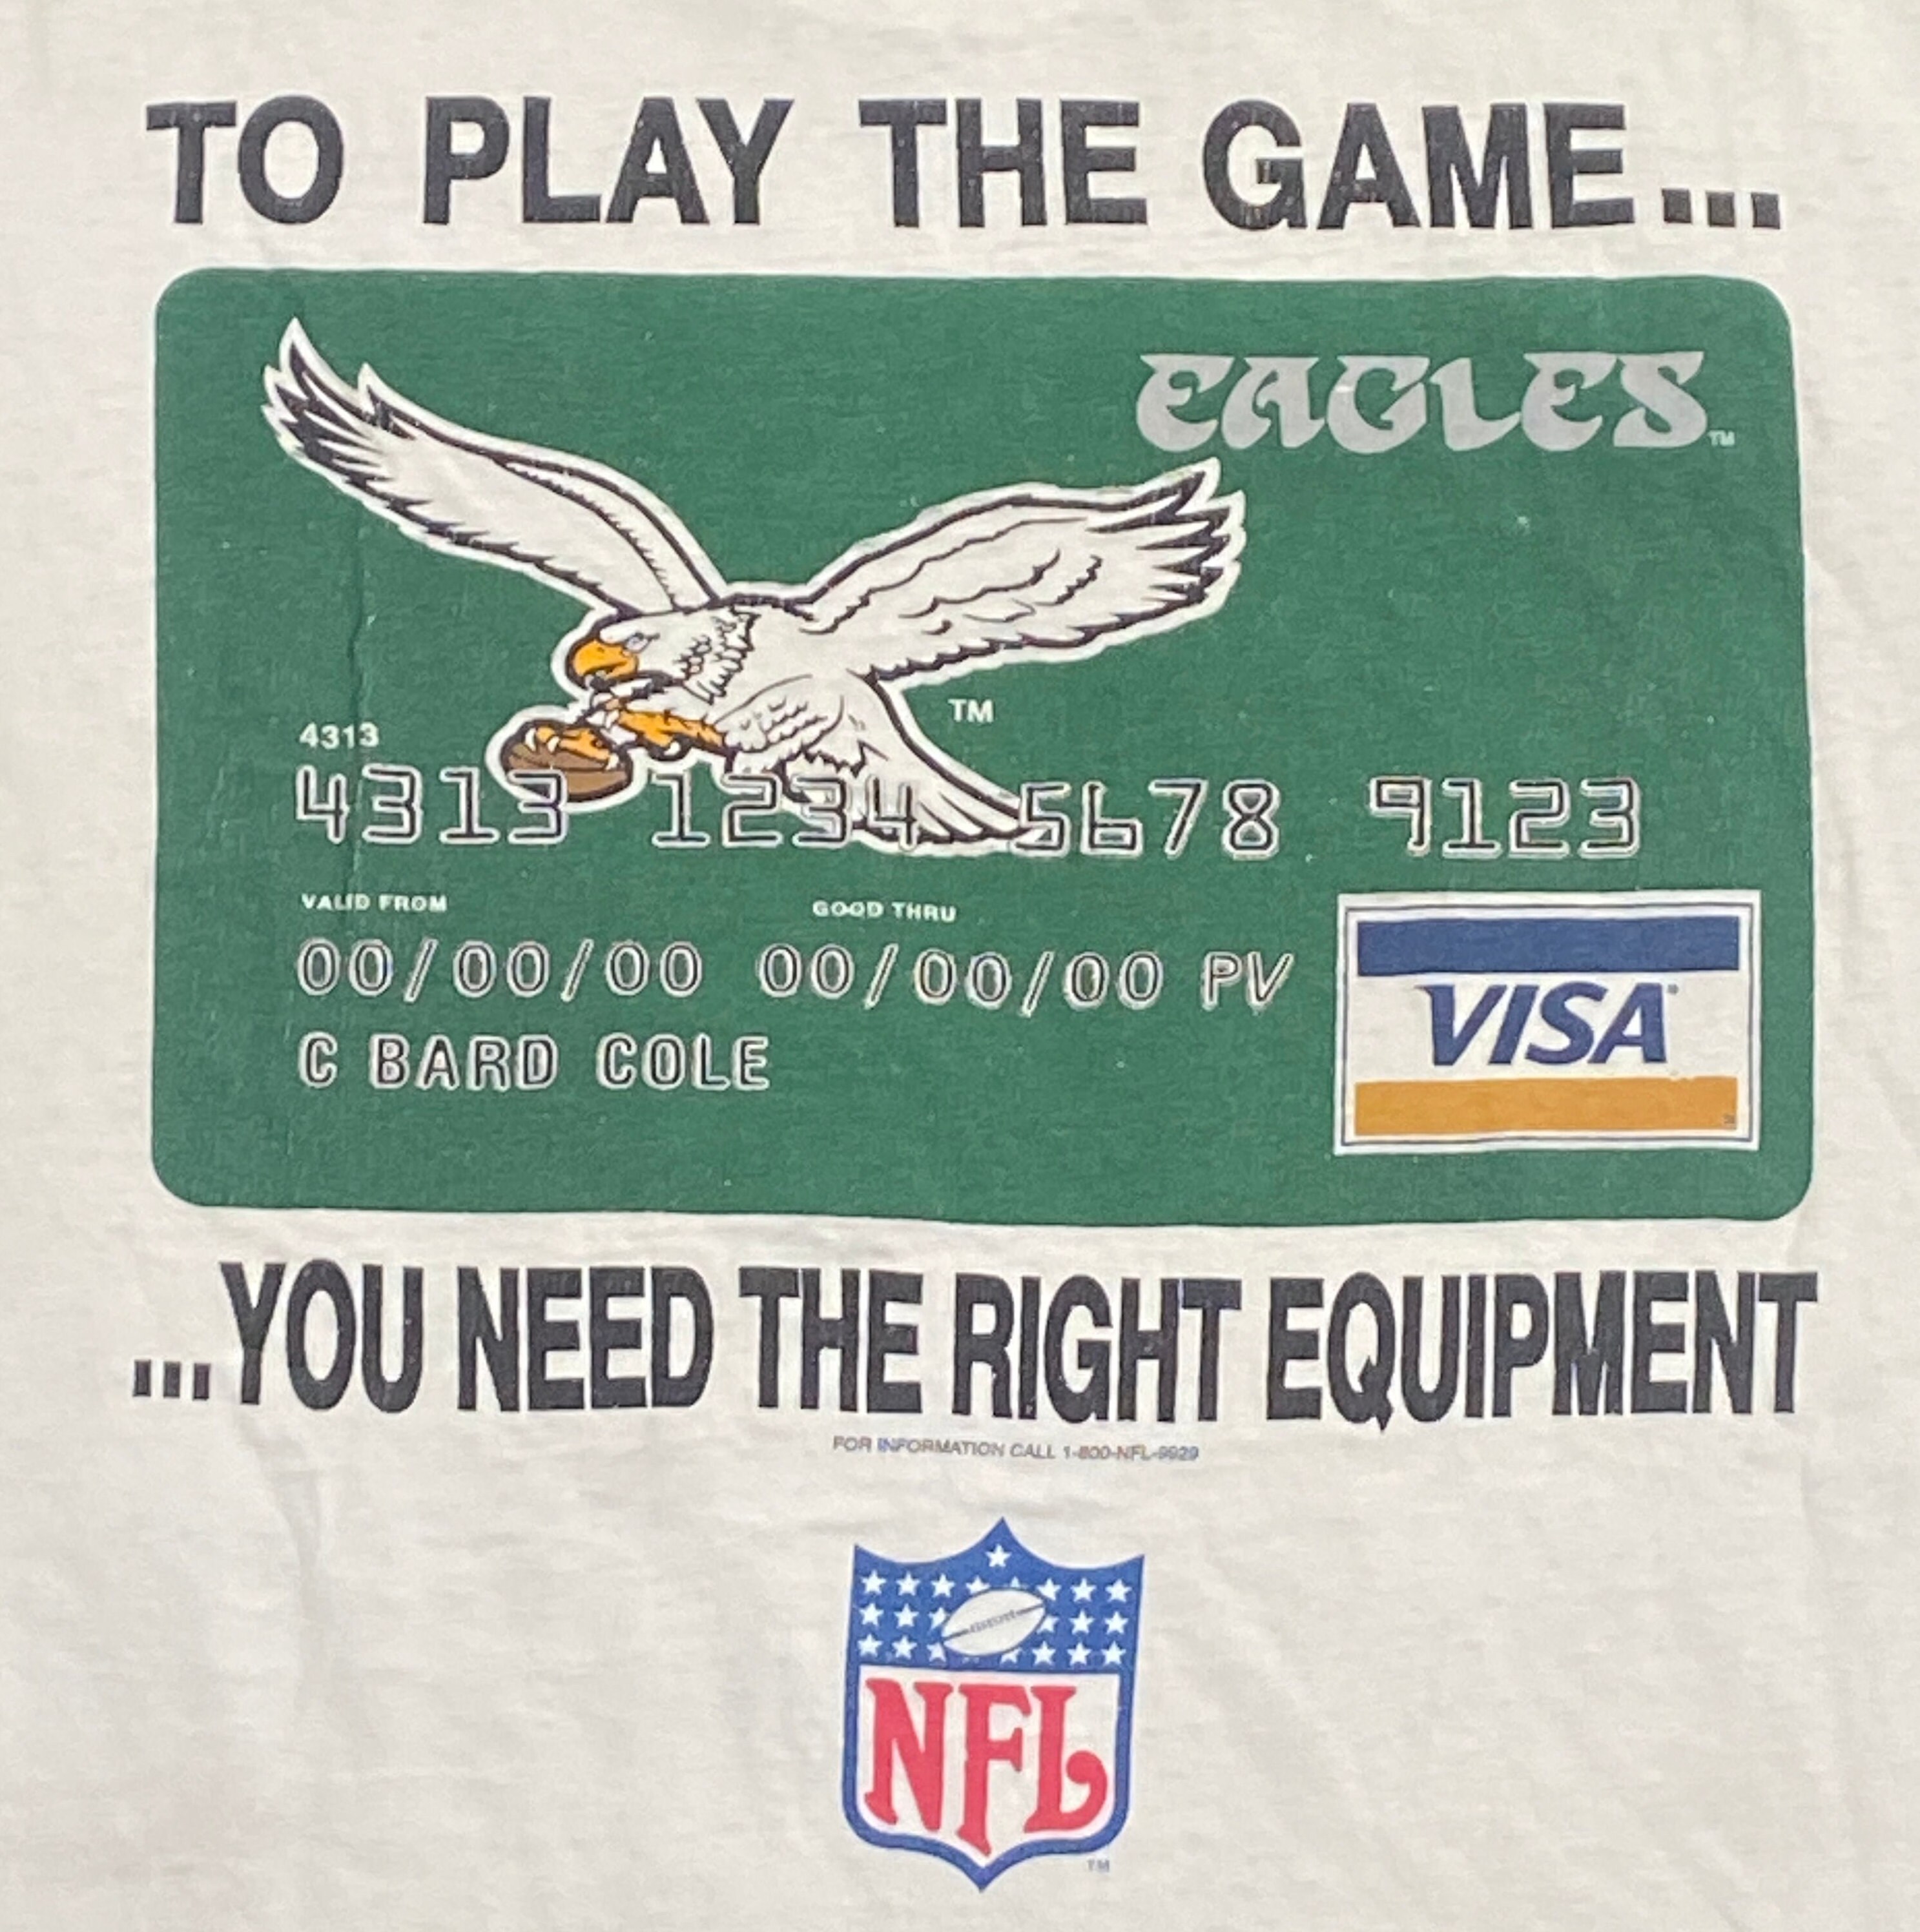 TO PLAY THE GAME...
EAGLES™
TM
4313
4313 1234 5678 9123
VALID FROM GOOD THRU
00/00/00 00/00/00 PV
C BARD COLE
VISA®
...YOU NEED THE RIGHT EQUIPMENT
FOR INFORMATION CALL 1-800-NFL-9929
NFL
TM